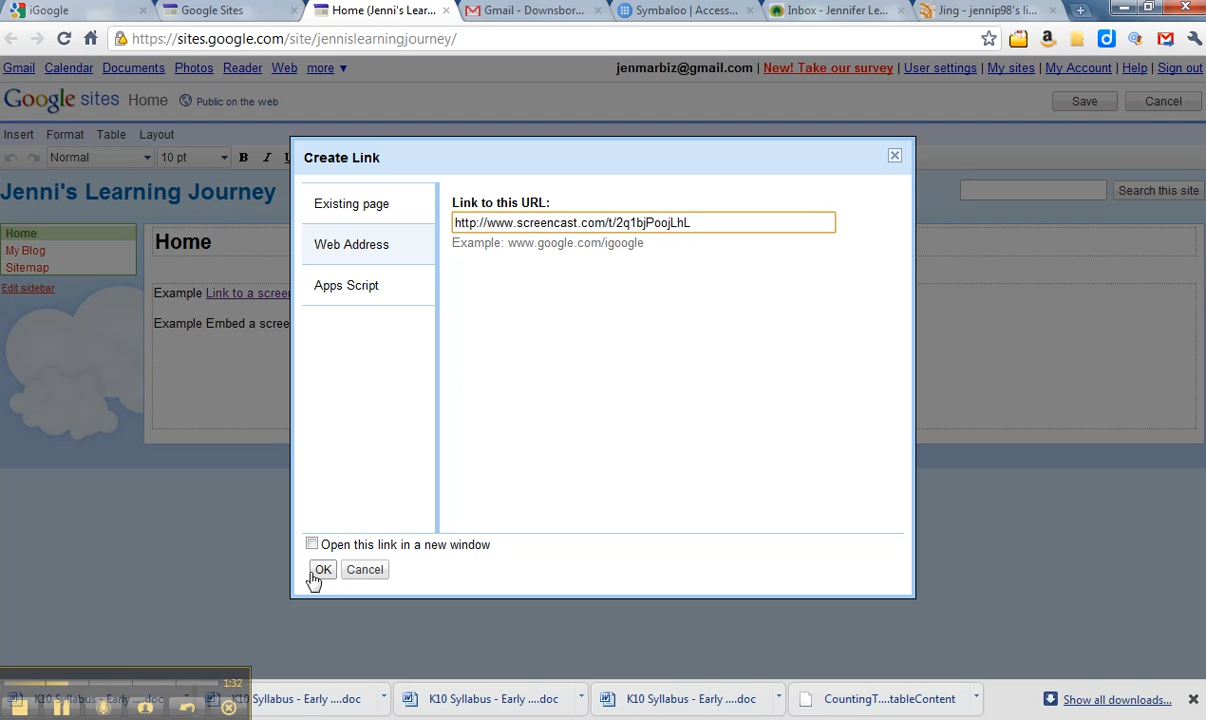 iGoogle
Google Sites
Home (Jenni's Lear...
Gmail - Downsbor...
Symbaloo | Access...
Inbox - Jennifer Le...
Jing - jennip98's li...
https://sites.google.com/site/jennislearningjourney/
Gmail Calendar Documents Photos Reader Web more ▼
jenmarbiz@gmail.com | New! Take our survey | User settings | My sites | My Account | Help | Sign out
Google sites Home Public on the web
Save Cancel
Insert Format Table Layout
Normal 10 pt B I U
Jenni's Learning Journey
Search this site
Home
My Blog
Sitemap
Edit sidebar
Home
Example Link to a scree
Example Embed a scree
Create Link
Existing page
Web Address
Apps Script
Link to this URL:
http://www.screencast.com/t/2q1bjPoojLhL
Example: www.google.com/igoogle
Open this link in a new window
OK Cancel
1:32
K10 Syllabus - Early ....doc
K10 Syllabus - Early ....doc
K10 Syllabus - Early ....doc
K10 Syllabus - Early ....doc
CountingT....tableContent
Show all downloads...